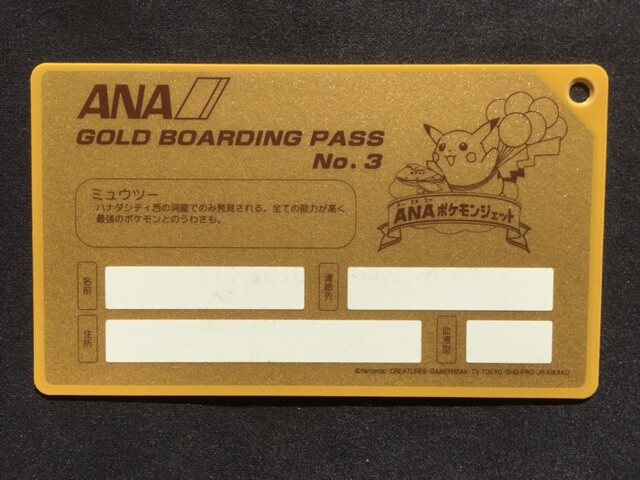 ANA
GOLD BOARDING PASS
No. 3
ミュウツー
ハナダシティ西の洞窟でのみ発見される。全ての能力が高く
最強のポケモンとのうわさも。
ANAポケモンジェット
名前
連絡先
住所
血液型
©Nintendo・CREATURES・GAMEFREAK・TV TOKYO・SHO-PRO・JR KIKAKU